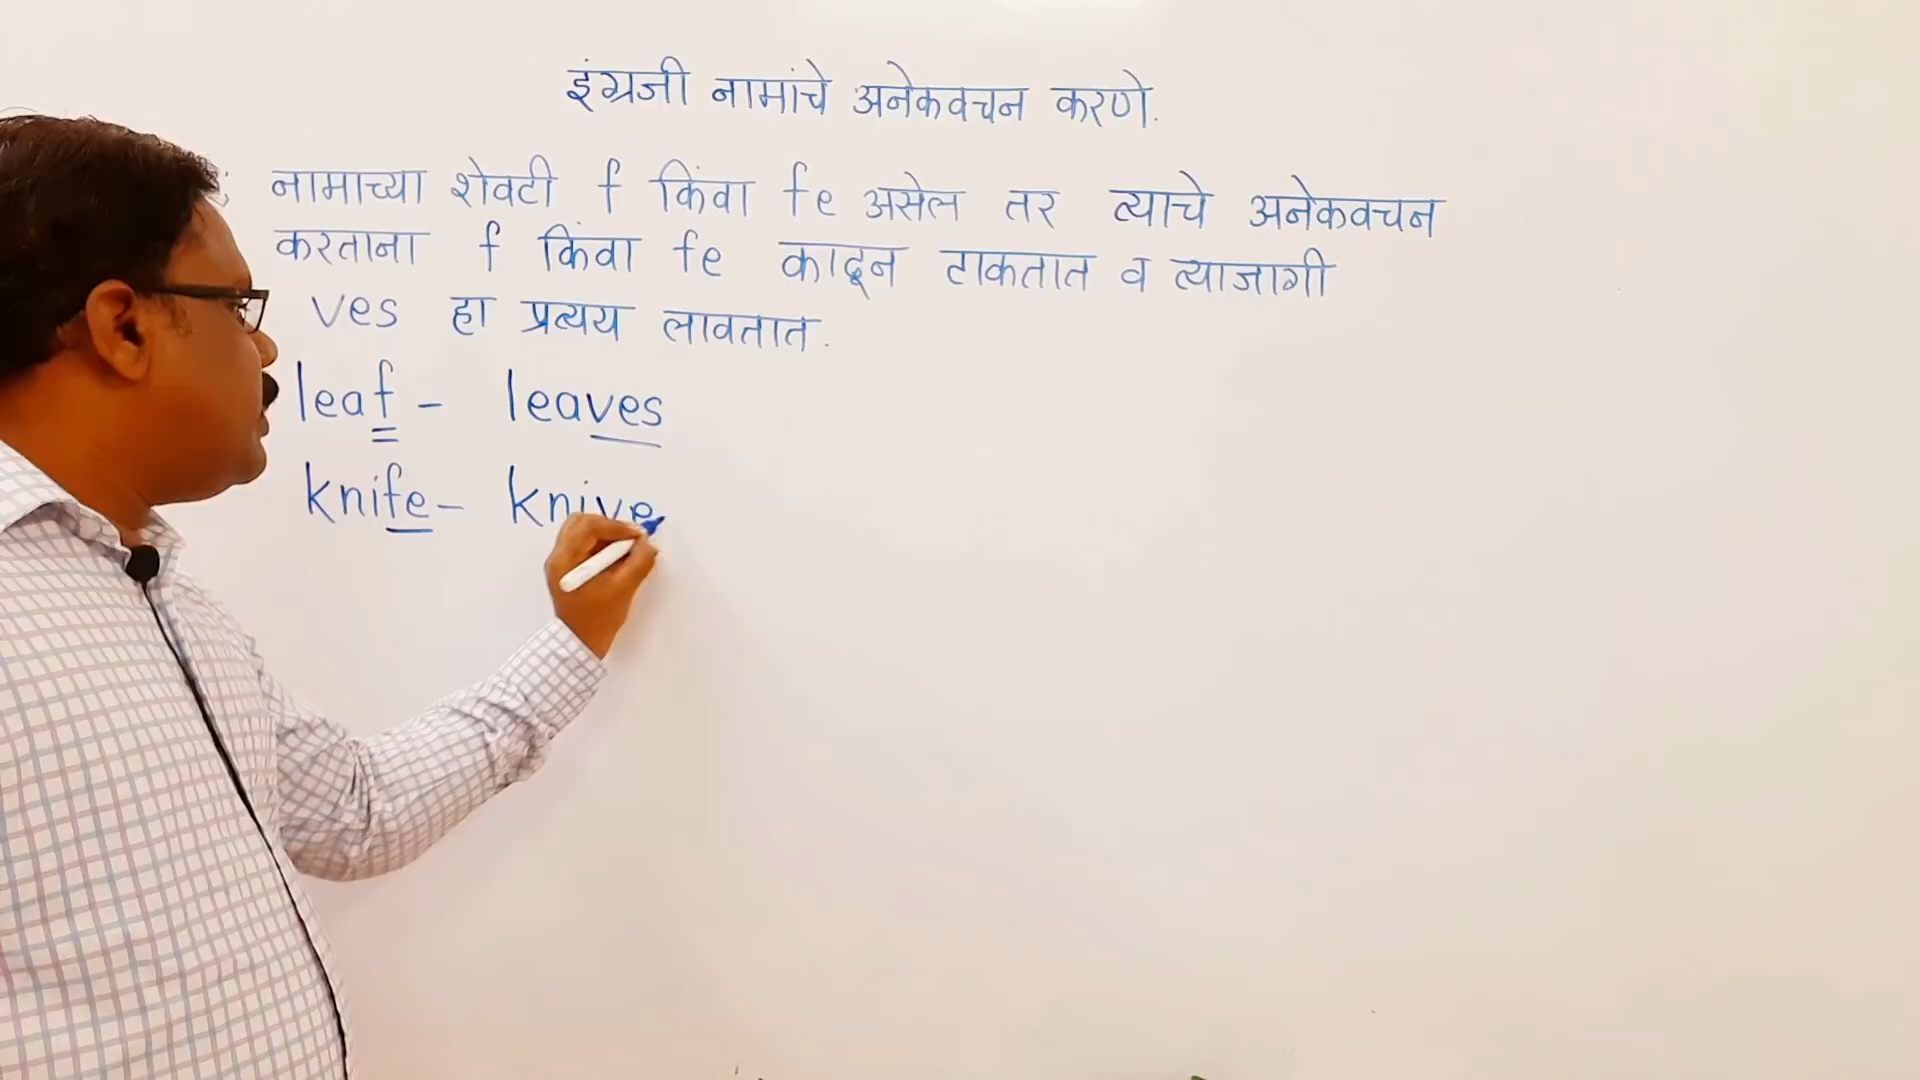 इंग्रजी नामांचे अनेकवचन करणे.
नामाच्या शेवटी f किंवा fe असेल तर त्याचे अनेकवचन
करताना f किंवा fe काढून टाकतात व त्याजागी
ves हा प्रत्यय लावतात.
leaf - leaves
knife - knive